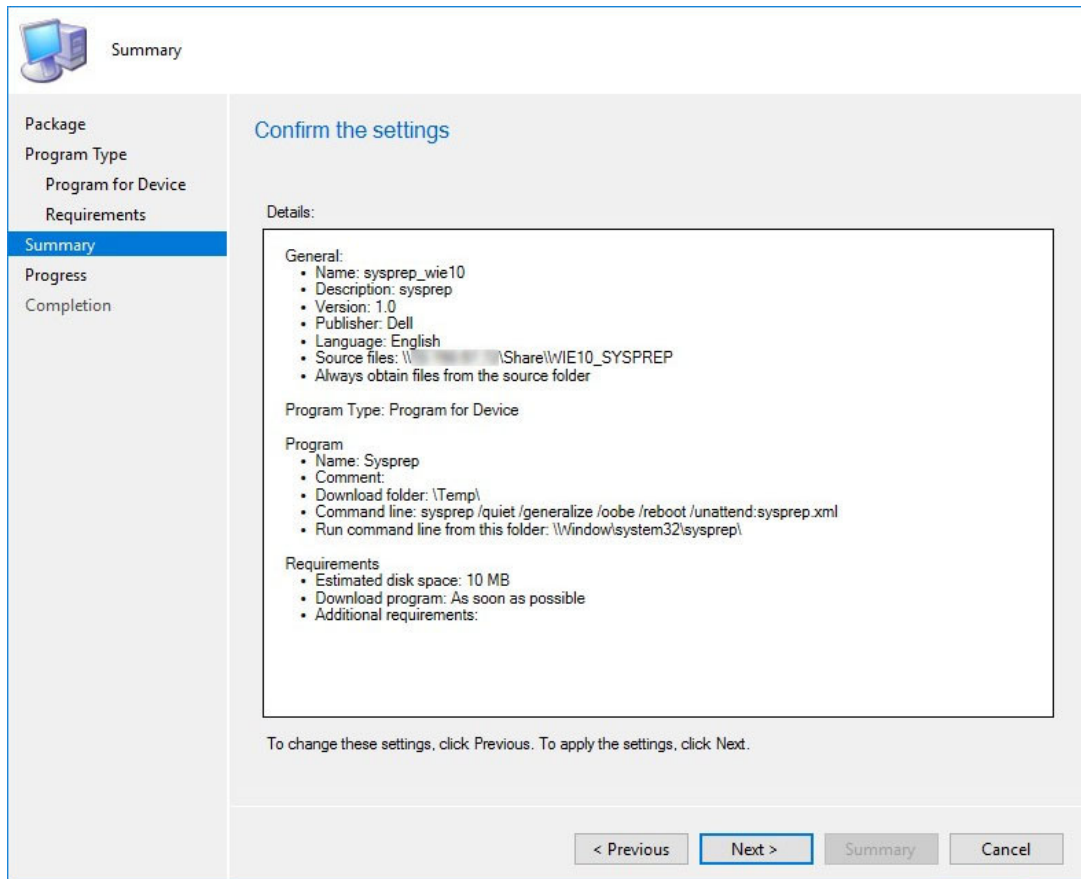 Summary
Package
Program Type
Program for Device
Requirements
Summary
Progress
Completion
Confirm the settings
Details:
General:
• Name: sysprep_wie10
• Description: sysprep
• Version: 1.0
• Publisher: Dell
• Language: English
• Source files: \\ \Share\WIE10_SYSPREP
• Always obtain files from the source folder
Program Type: Program for Device
Program
• Name: Sysprep
• Comment:
• Download folder: \Temp\
• Command line: sysprep /quiet /generalize /oobe /reboot /unattend:sysprep.xml
• Run command line from this folder: \\Window\system32\sysprep\
Requirements
• Estimated disk space: 10 MB
• Download program: As soon as possible
• Additional requirements:
To change these settings, click Previous. To apply the settings, click Next.
< Previous
Next >
Summary
Cancel